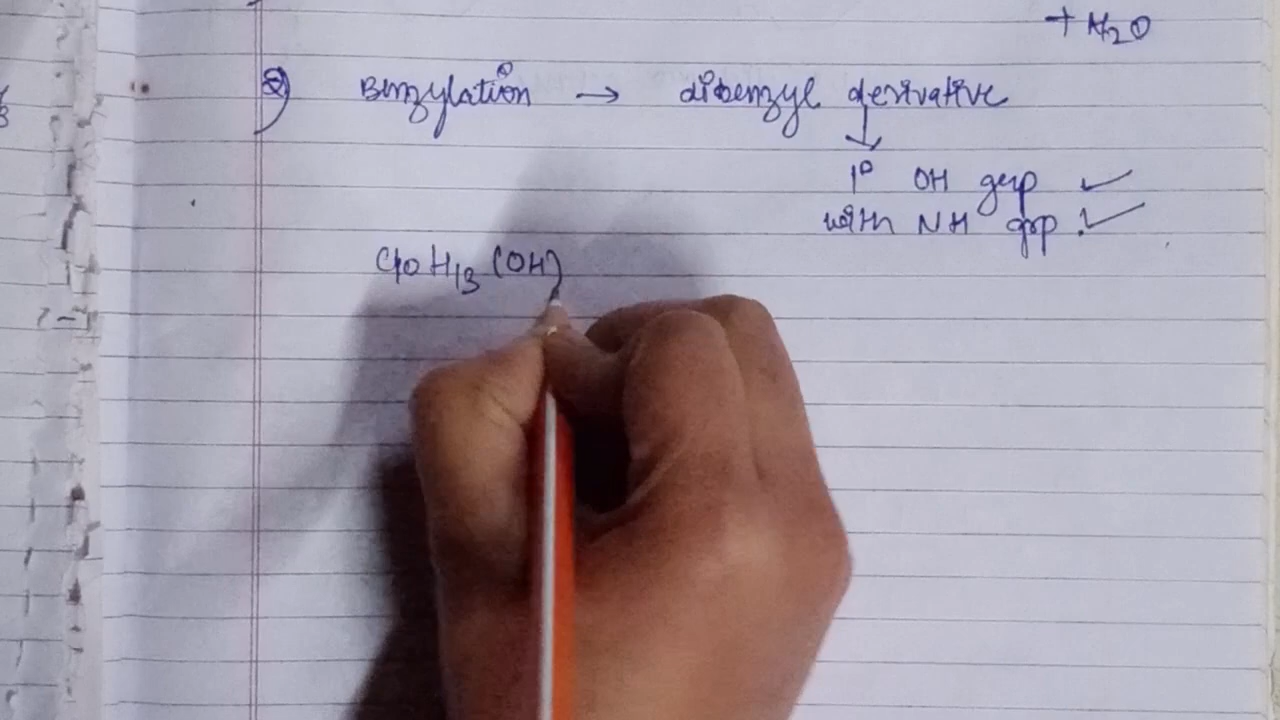 + H2O
2) Benzylation → dibenzyl derivative
↓
1° OH grp ✓
with NH grp. ✓
C10H13(OH)